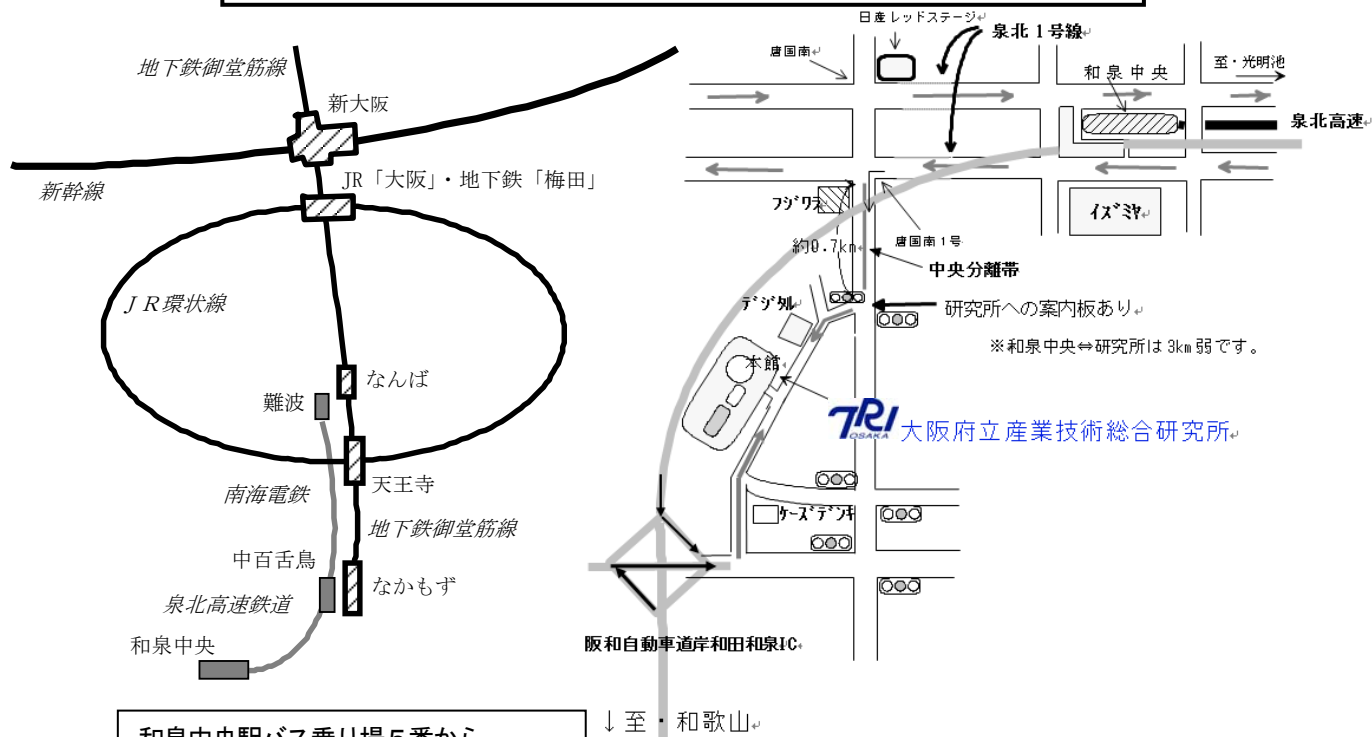 地下鉄御堂筋線
新大阪
新幹線
JR「大阪」・地下鉄「梅田」
ＪＲ環状線
なんば
難波
天王寺
南海電鉄
地下鉄御堂筋線
中百舌鳥
なかもず
泉北高速鉄道
和泉中央
和泉中央駅バス乗り場５番から
日産レッドステージ
泉北１号線
唐国南
和泉中央
至・光明池
泉北高速
フジワラ
イズミヤ
約0.7km
唐国南1号
中央分離帯
デジタル
研究所への案内板あり
※和泉中央⇔研究所は3km弱です。
本館
TRI
OSAKA
大阪府立産業技術総合研究所
ケーズデンキ
阪和自動車道岸和田和泉IC
↓至・和歌山